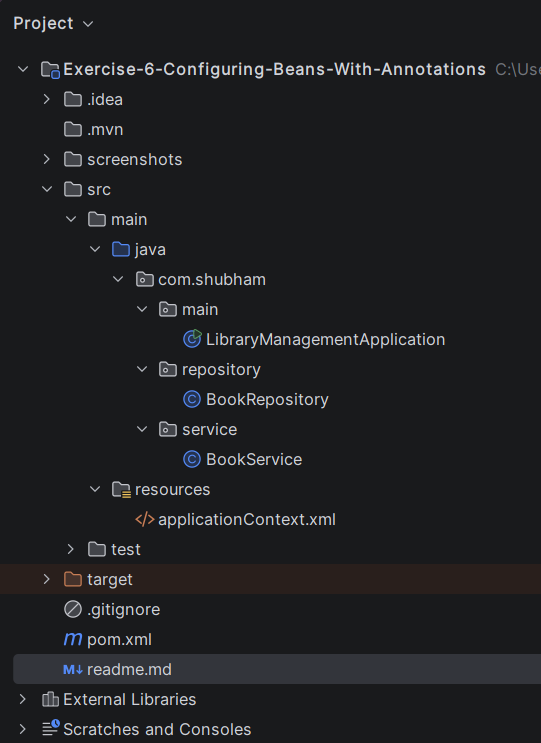 Project
Exercise-6-Configuring-Beans-With-Annotations C:\Use
.idea
.mvn
screenshots
src
main
java
com.shubham
main
LibraryManagementApplication
repository
C BookRepository
service
C BookService
resources
</> applicationContext.xml
test
target
.gitignore
m pom.xml
M↓ readme.md
External Libraries
Scratches and Consoles